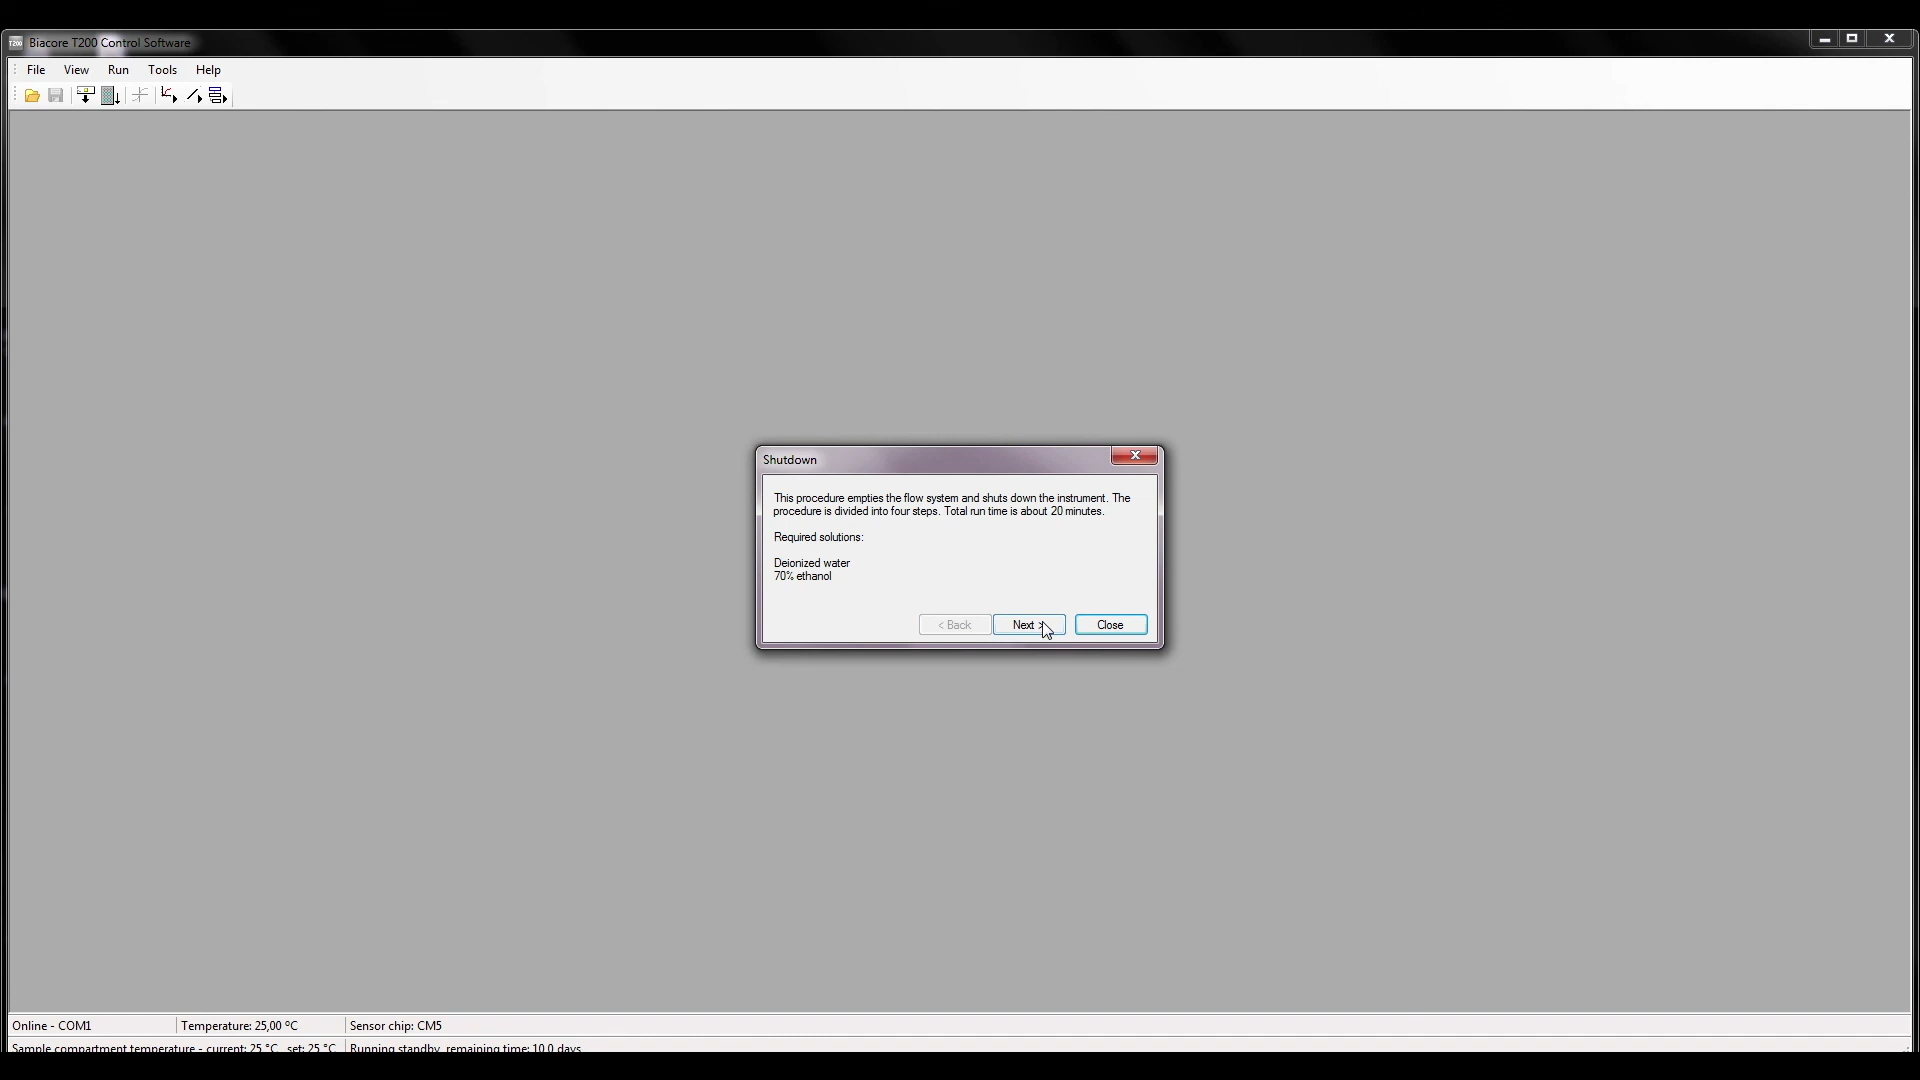 T200 Biacore T200 Control Software
File View Run Tools Help
Shutdown
This procedure empties the flow system and shuts down the instrument. The
procedure is divided into four steps. Total run time is about 20 minutes.
Required solutions:
Deionized water
70% ethanol
< Back Next > Close
Online - COM1 Temperature: 25,00 °C Sensor chip: CM5
Sample compartment temperature - current: 25 °C set: 25 °C Running standby, remaining time: 10.0 days